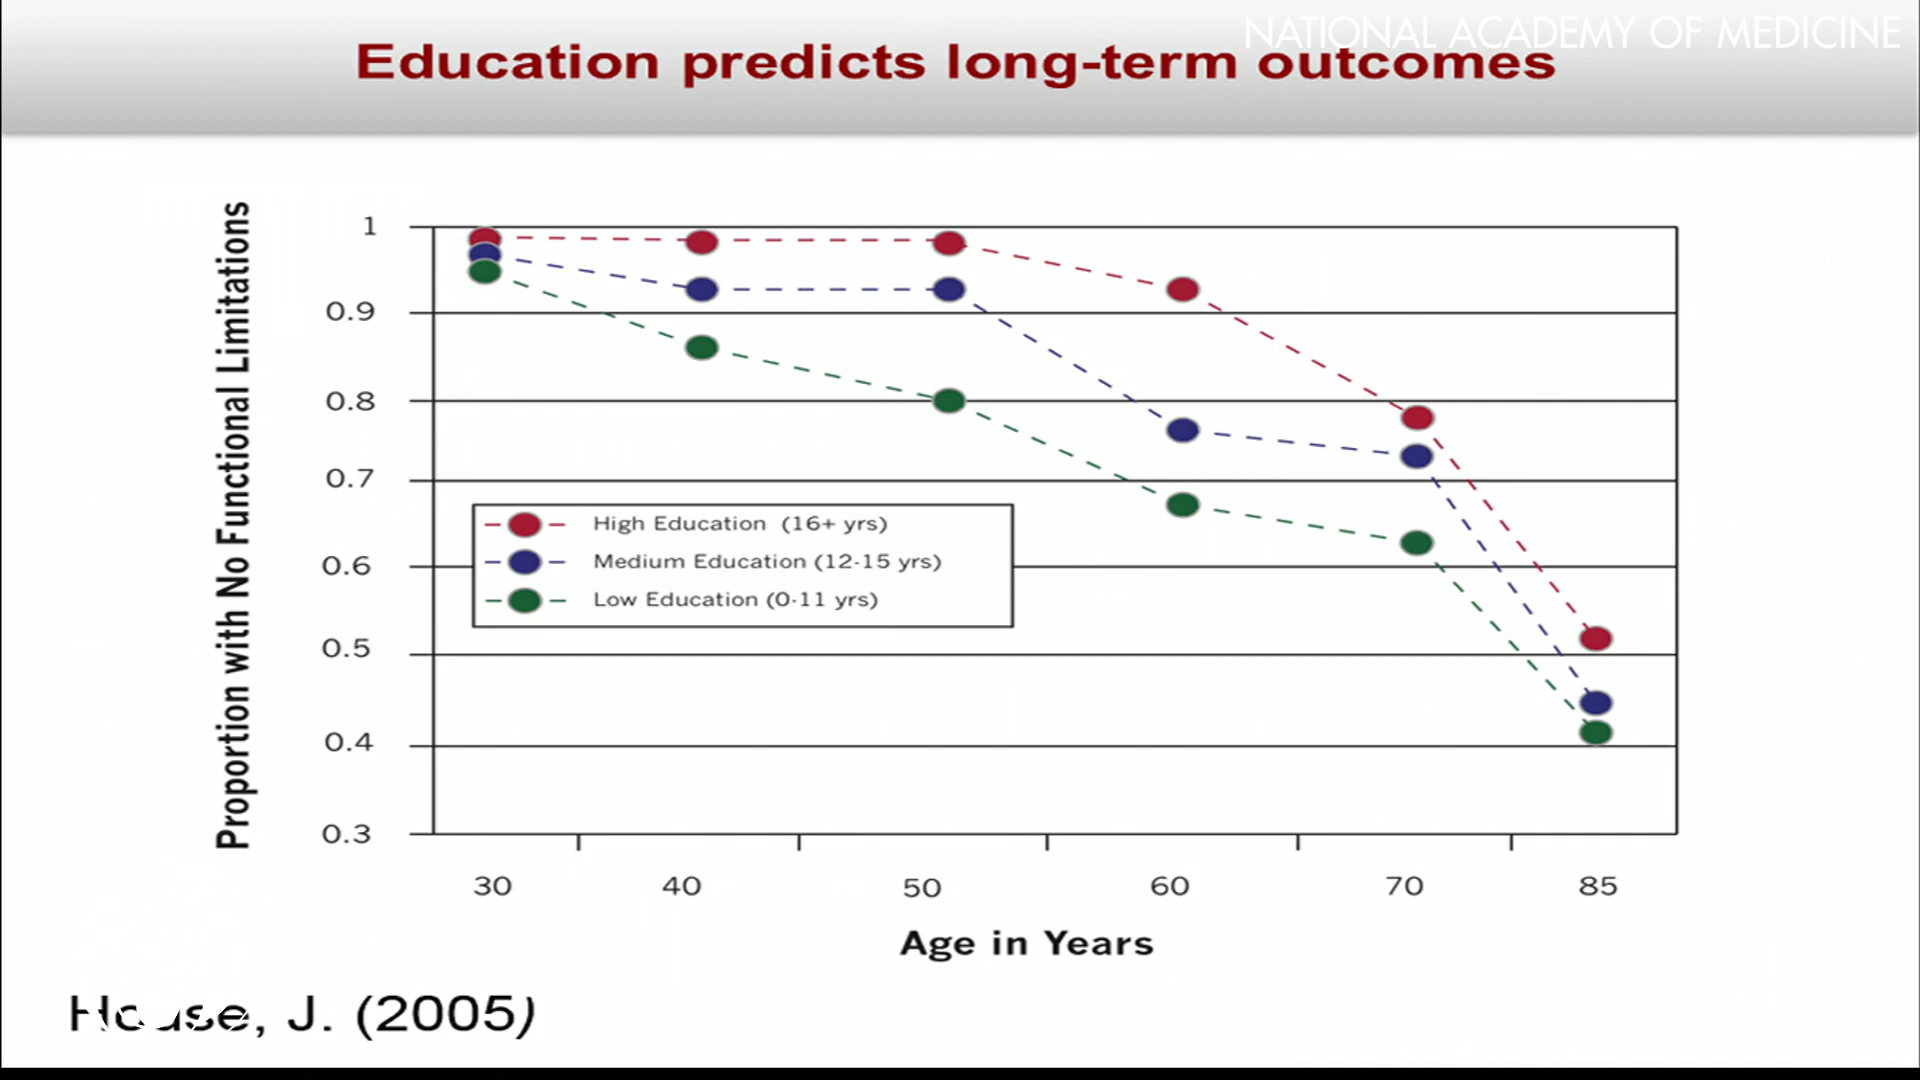 NATIONAL ACADEMY OF MEDICINE
Education predicts long-term outcomes
Proportion with No Functional Limitations
1
0.9
0.8
0.7
0.6
0.5
0.4
0.3
High Education (16+ yrs)
Medium Education (12-15 yrs)
Low Education (0-11 yrs)
30 40 50 60 70 85
Age in Years
House, J. (2005)